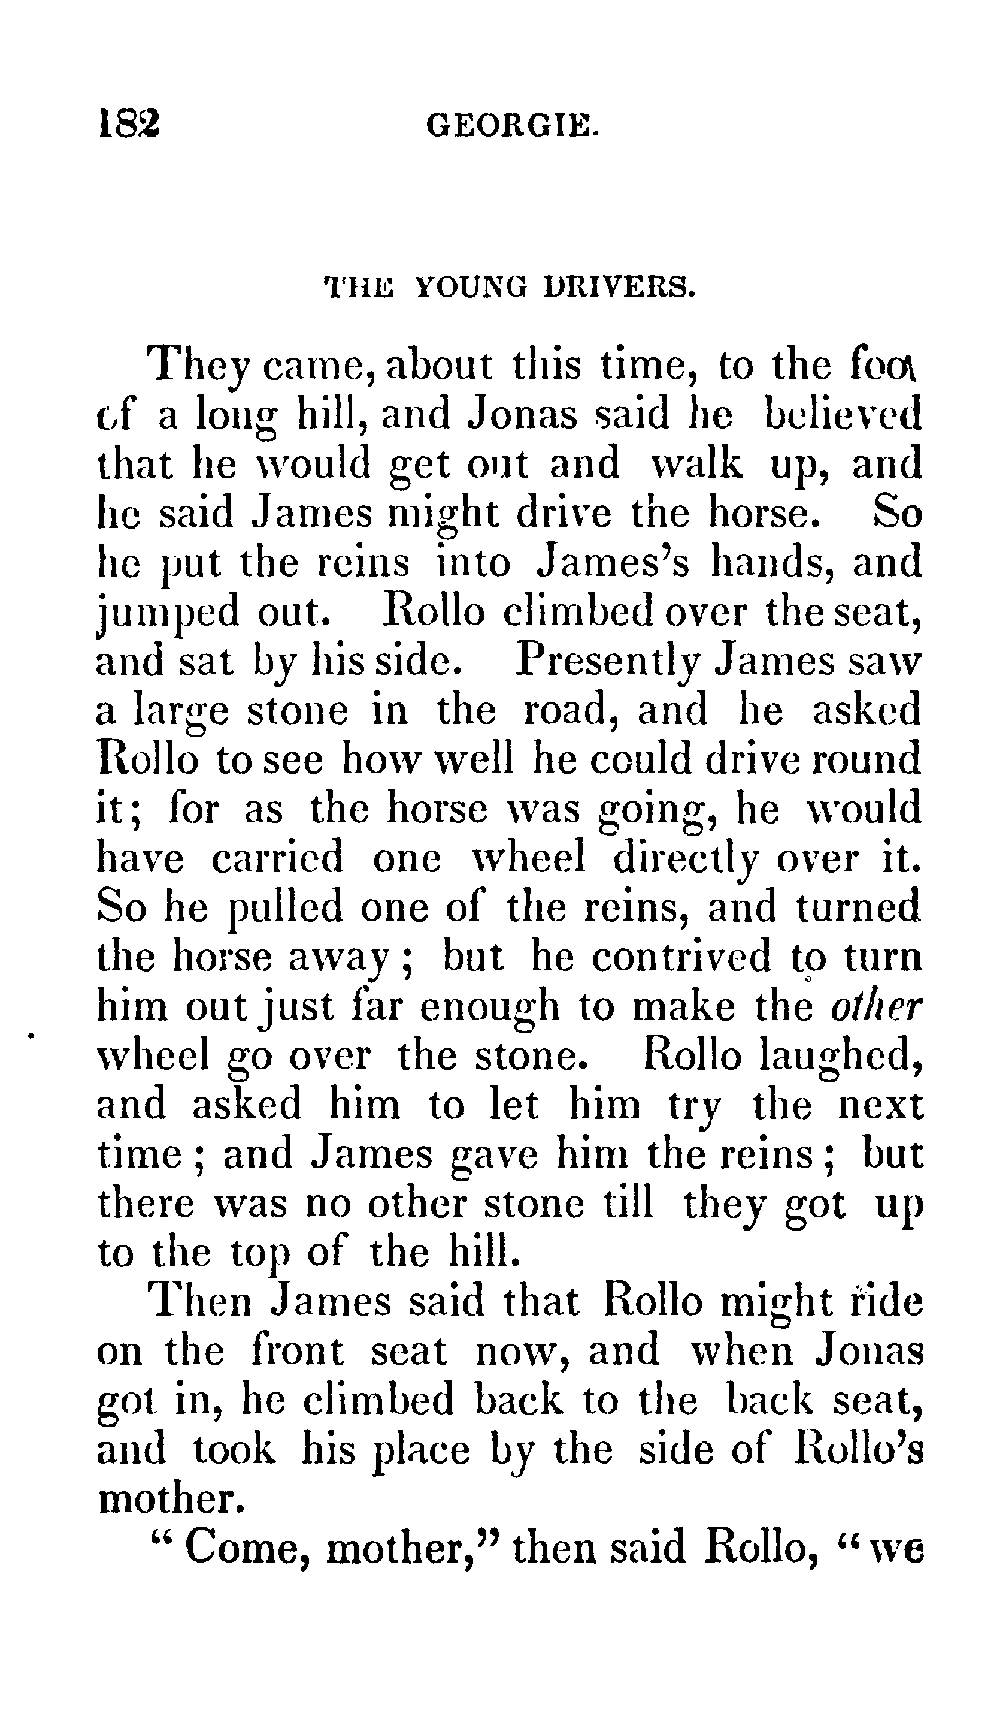 182 GEORGIE.
THE YOUNG DRIVERS.
They came, about this time, to the foot
of a long hill, and Jonas said he believed
that he would get out and walk up, and
he said James might drive the horse. So
he put the reins into James's hands, and
jumped out. Rollo climbed over the seat,
and sat by his side. Presently James saw
a large stone in the road, and he asked
Rollo to see how well he could drive round
it; for as the horse was going, he would
have carried one wheel directly over it.
So he pulled one of the reins, and turned
the horse away; but he contrived to turn
him out just far enough to make the other
wheel go over the stone. Rollo laughed,
and asked him to let him try the next
time; and James gave him the reins; but
there was no other stone till they got up
to the top of the hill.
Then James said that Rollo might ride
on the front seat now, and when Jonas
got in, he climbed back to the back seat,
and took his place by the side of Rollo's
mother.
"Come, mother," then said Rollo, "we